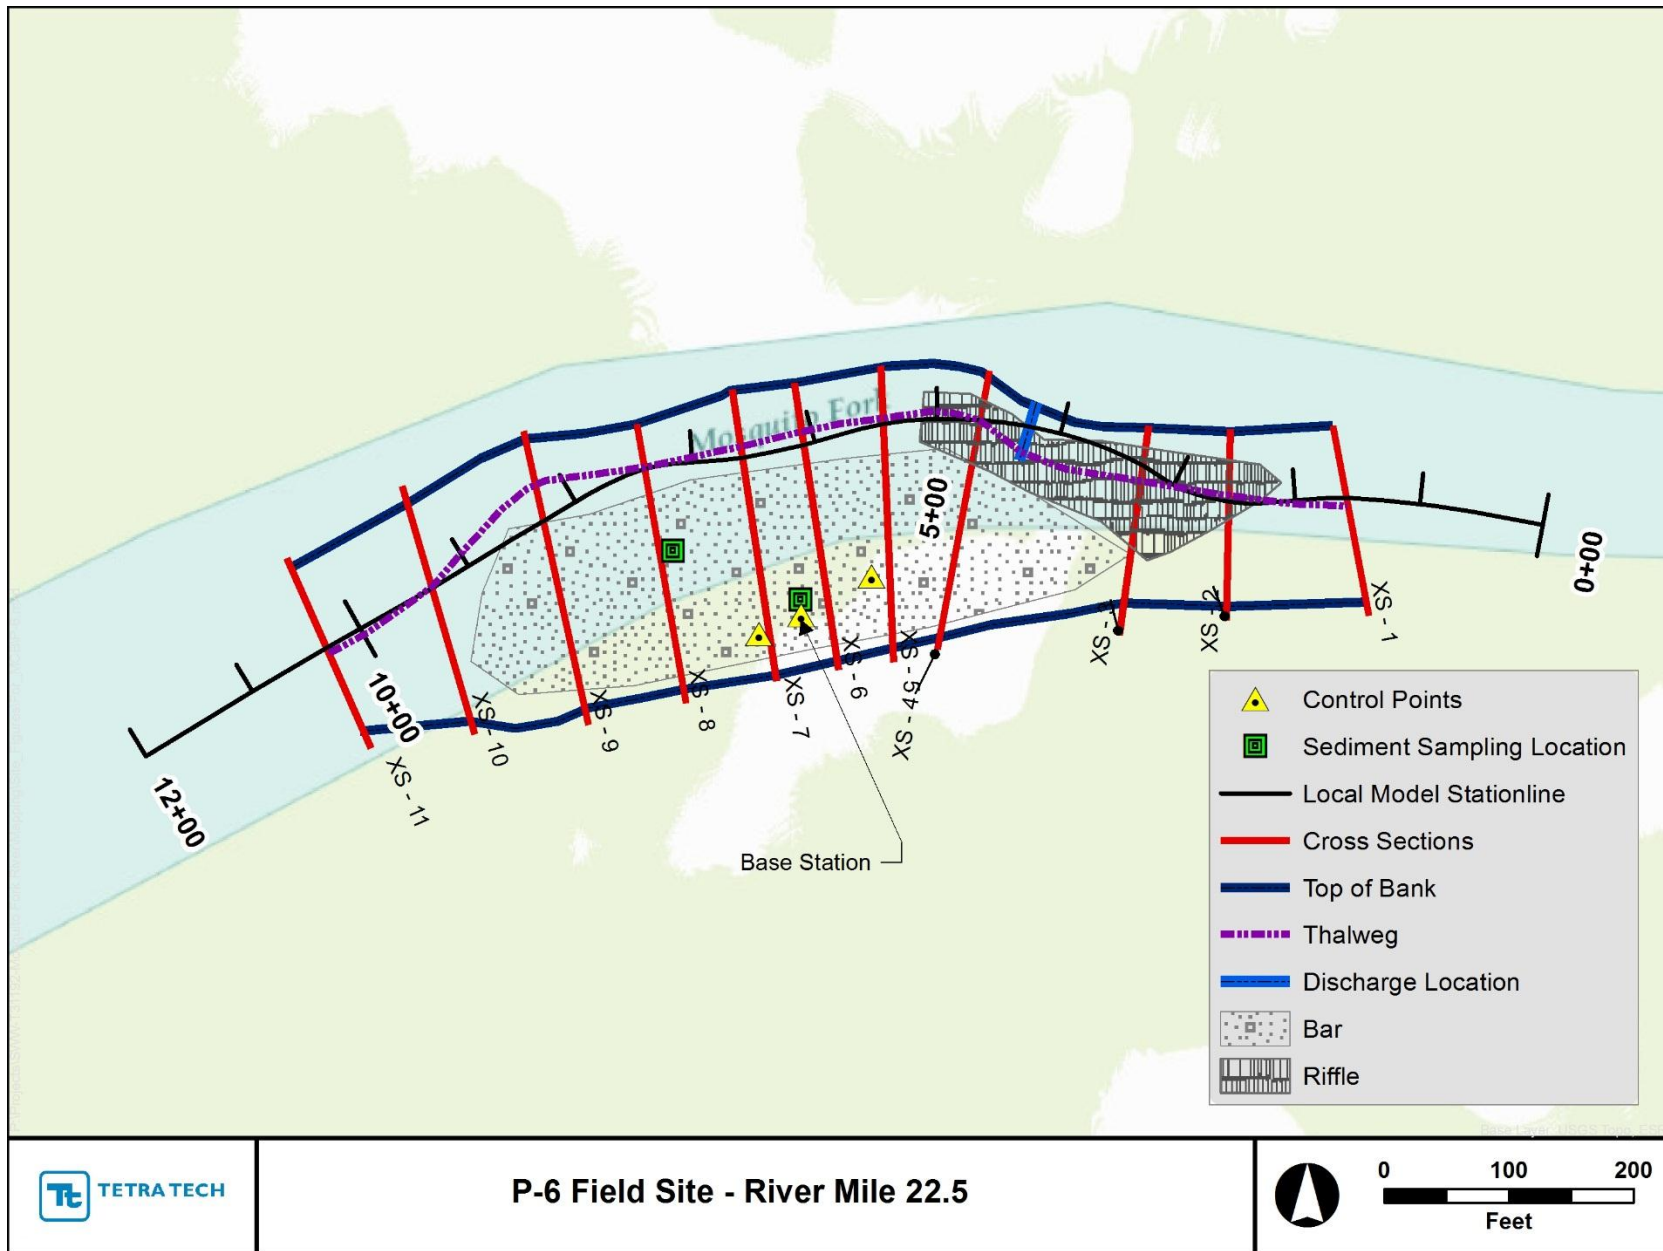 Mosquito Fork
5+00
0+00
10+00
12+00
XS - 1
XS - 2
XS - 3
XS - 4
XS - 5
XS - 6
XS - 7
XS - 8
XS - 9
XS - 10
XS - 11
Base Station
Control Points
Sediment Sampling Location
Local Model Stationline
Cross Sections
Top of Bank
Thalweg
Discharge Location
Bar
Riffle
TETRA TECH
P-6 Field Site - River Mile 22.5
0 100 200
Feet